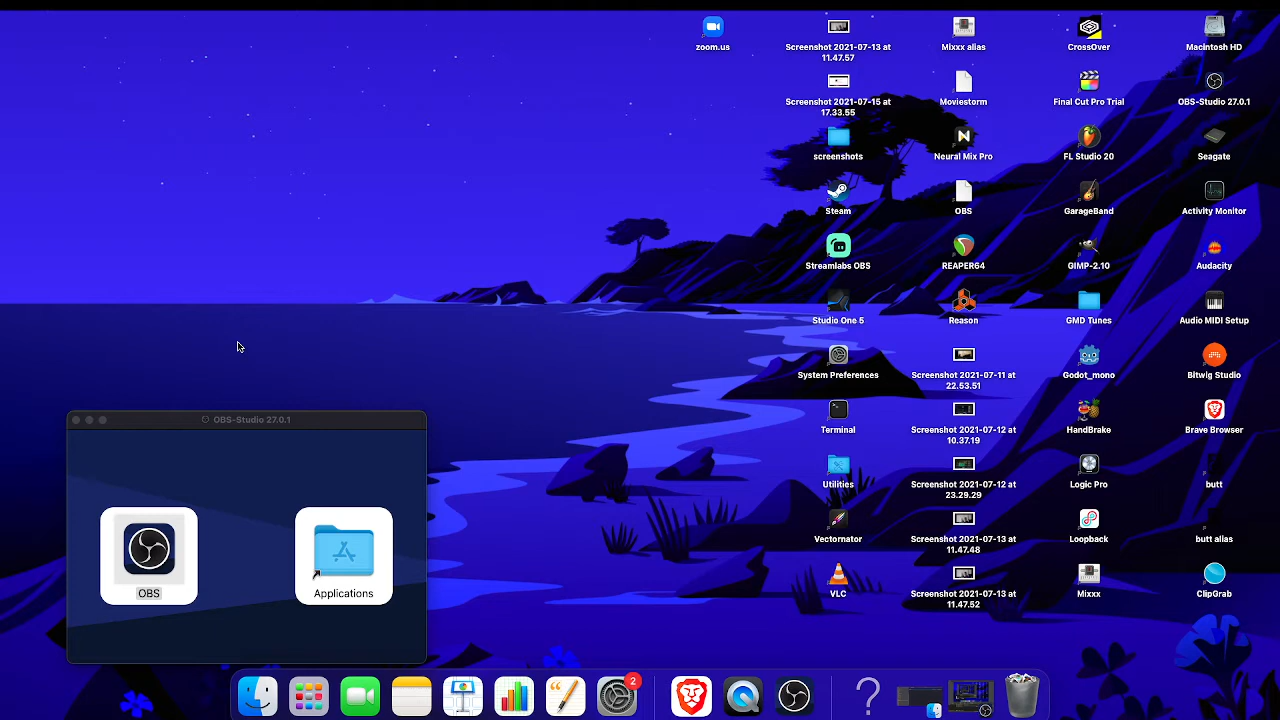 zoom.us
Screenshot 2021-07-13 at
11.47.57
Mixxx alias
CrossOver
Macintosh HD
Screenshot 2021-07-15 at
17.33.55
Moviestorm
Final Cut Pro Trial
OBS-Studio 27.0.1
screenshots
Neural Mix Pro
FL Studio 20
Seagate
Steam
OBS
GarageBand
Activity Monitor
Streamlabs OBS
REAPER64
GIMP-2.10
Audacity
Studio One 5
Reason
GMD Tunes
Audio MIDI Setup
System Preferences
Screenshot 2021-07-11 at
22.53.51
Godot_mono
Bitwig Studio
Terminal
Screenshot 2021-07-12 at
10.37.19
HandBrake
Brave Browser
Utilities
Screenshot 2021-07-12 at
23.29.29
Logic Pro
butt
Vectornator
Screenshot 2021-07-13 at
11.47.48
Loopback
butt alias
VLC
Screenshot 2021-07-13 at
11.47.52
Mixxx
ClipGrab
OBS-Studio 27.0.1
OBS
Applications
2